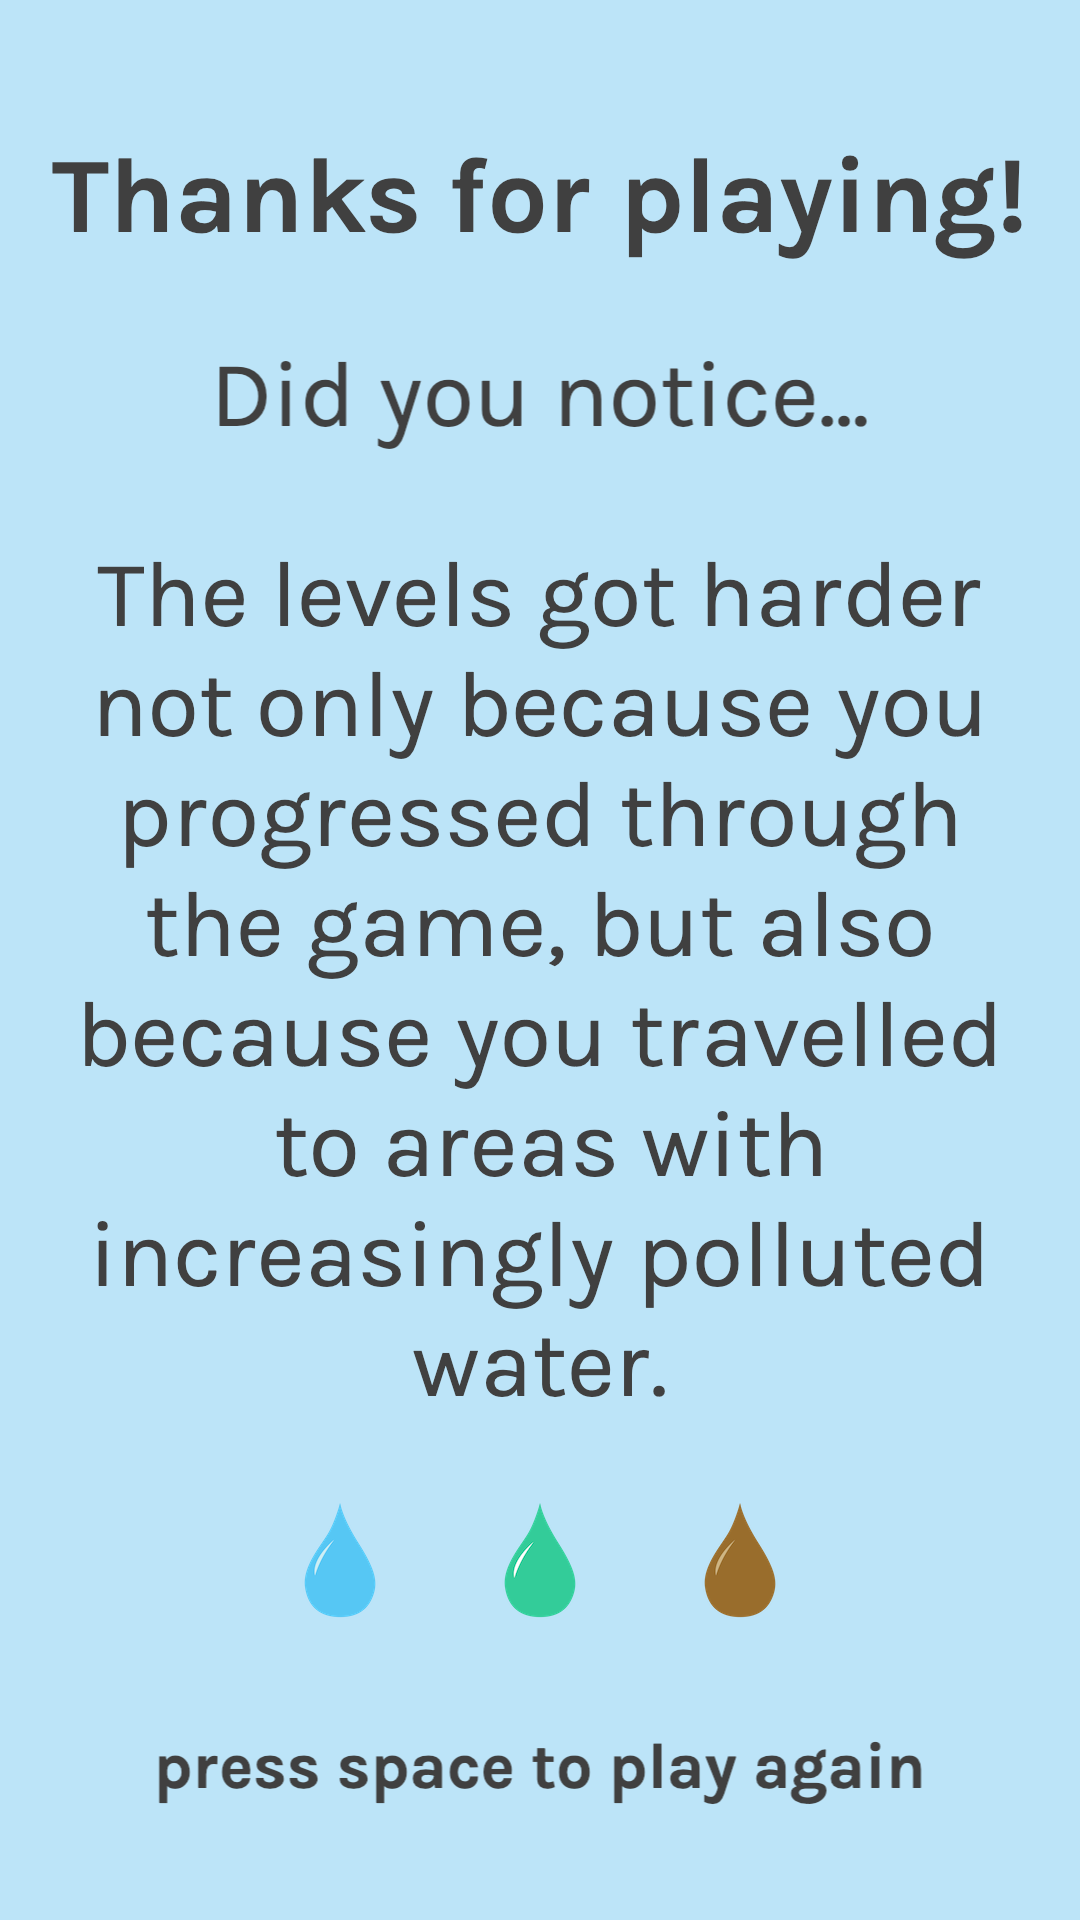 Thanks for playing!
Did you notice...
The levels got harder
not only because you
progressed through
the game, but also
because you travelled
to areas with
increasingly polluted
water.
press space to play again